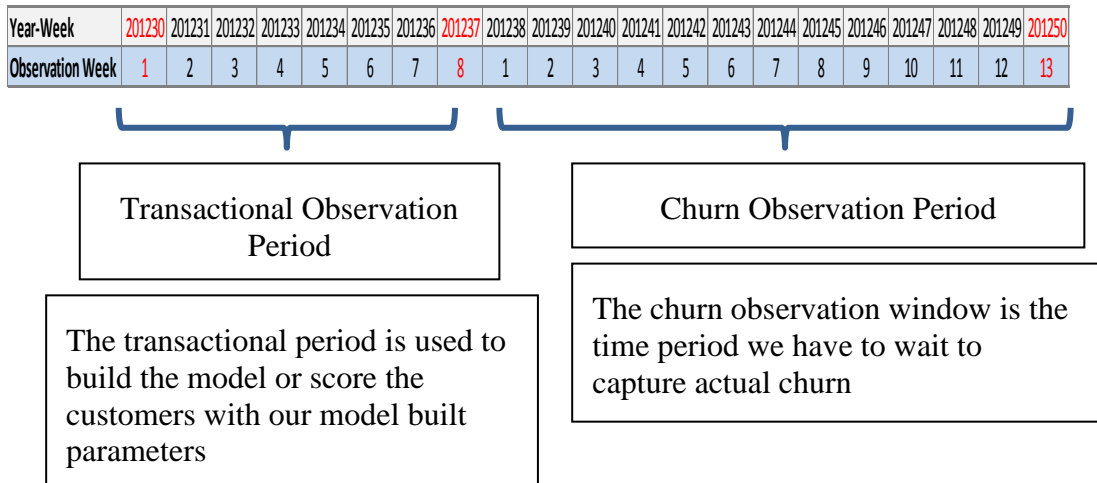 Year-Week 201230 201231 201232 201233 201234 201235 201236 201237 201238 201239 201240 201241 201242 201243 201244 201245 201246 201247 201248 201249 201250
Observation Week 1 2 3 4 5 6 7 8 1 2 3 4 5 6 7 8 9 10 11 12 13
Transactional Observation
Period
Churn Observation Period
The transactional period is used to
build the model or score the
customers with our model built
parameters
The churn observation window is the
time period we have to wait to
capture actual churn